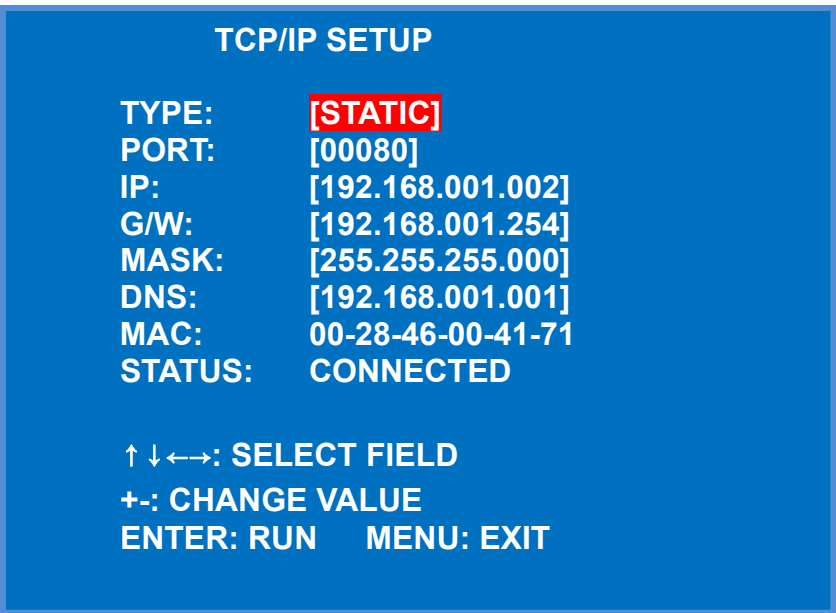 TCP/IP SETUP
TYPE: [STATIC]
PORT: [00080]
IP: [192.168.001.002]
G/W: [192.168.001.254]
MASK: [255.255.255.000]
DNS: [192.168.001.001]
MAC: 00-28-46-00-41-71
STATUS: CONNECTED
↑↓←→: SELECT FIELD
+-: CHANGE VALUE
ENTER: RUN MENU: EXIT